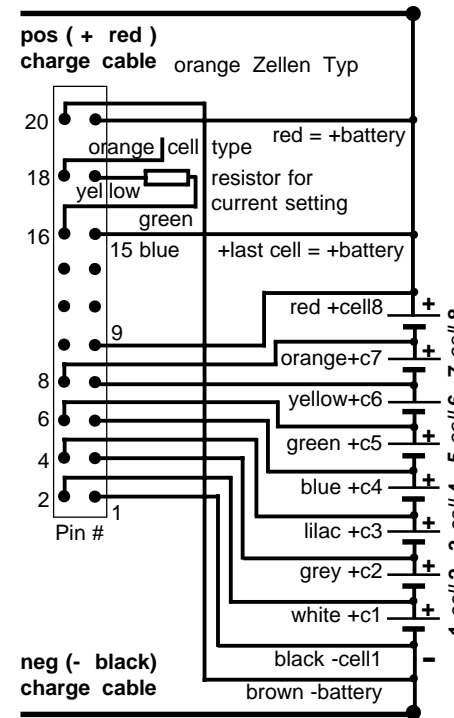 pos ( + red )
charge cable
orange Zellen Typ
20
red = +battery
orange cell type
18
yellow
resistor for
current setting
green
16
15 blue
+last cell = +battery
red +cell8
+
9
orange+c7
+
8
yellow+c6
6
green +c5
+
4
blue +c4
+
lilac +c3
+
2
1
grey +c2
+
Pin #
white +c1
+
black -cell1
-
neg (- black)
charge cable
brown -battery